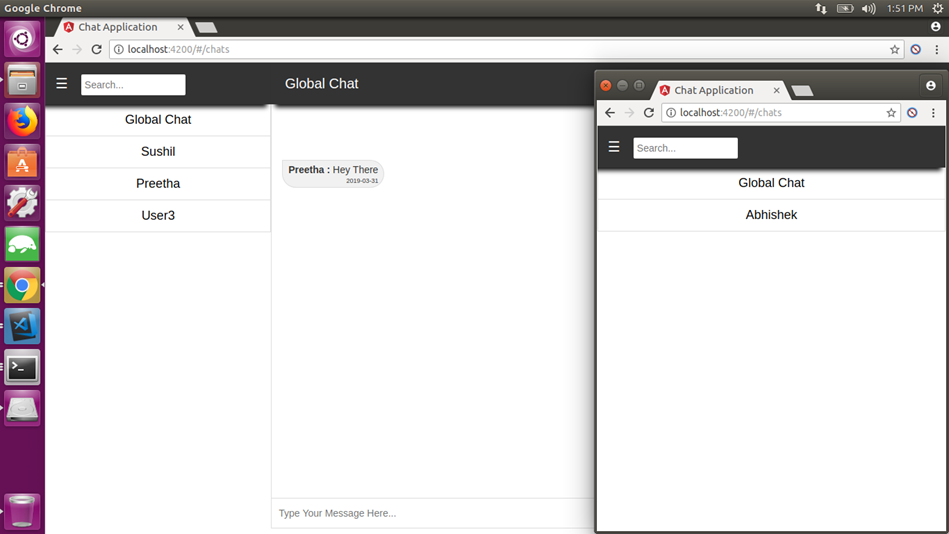 Google Chrome
1:51 PM
Chat Application
localhost:4200/#/chats
Search...
Global Chat
Global Chat
Sushil
Preetha
User3
Preetha : Hey There
2019-03-31
Type Your Message Here...
Chat Application
localhost:4200/#/chats
Search...
Global Chat
Abhishek